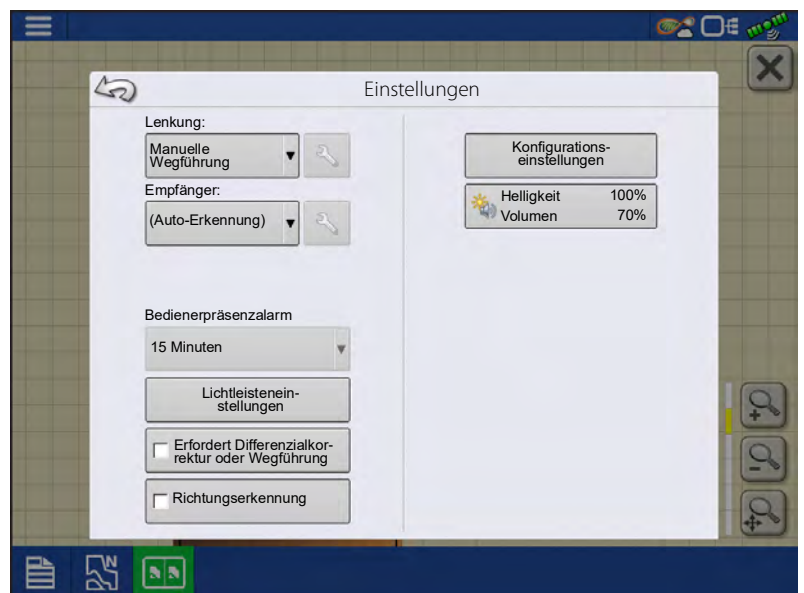 Einstellungen
Lenkung:
Manuelle
Wegführung
Empfänger:
(Auto-Erkennung)
Bedienerpräsenzalarm
15 Minuten
Lichtleistenein-
stellungen
Erfordert Differenzialkor-
rektur oder Wegführung
Richtungserkennung
Konfigurations-
einstellungen
Helligkeit 100%
Volumen 70%
N